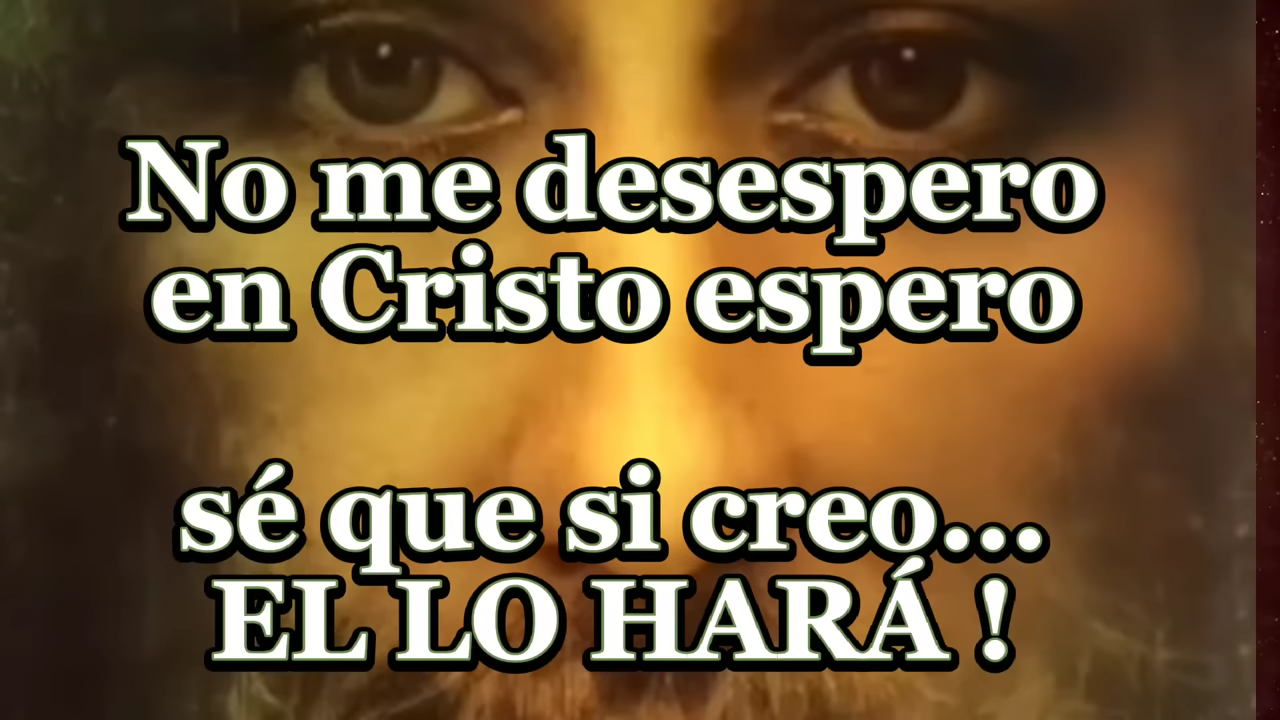 No me desespero
en Cristo espero
sé que si creo...
EL LO HARÁ !